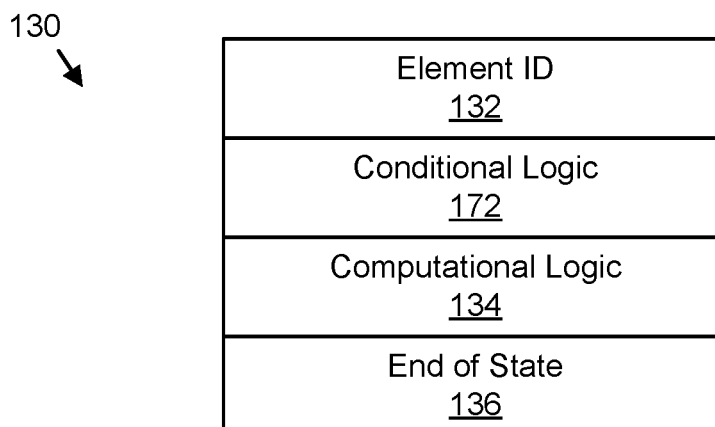 130
Element ID
132
Conditional Logic
172
Computational Logic
134
End of State
136